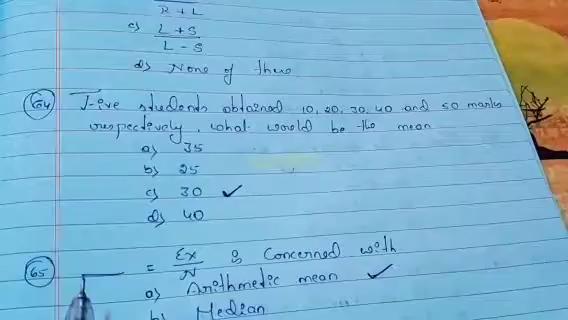 R + L
c) L + S
L - S
d) None of these
64 Five students obtained 10, 20, 30, 40 and 50 marks
respectively, what would be the mean
a) 35
b) 25
c) 30 ✓
d) 40
65 ___ = Σx is concerned with
N
a) Arithmetic mean ✓
b) Median